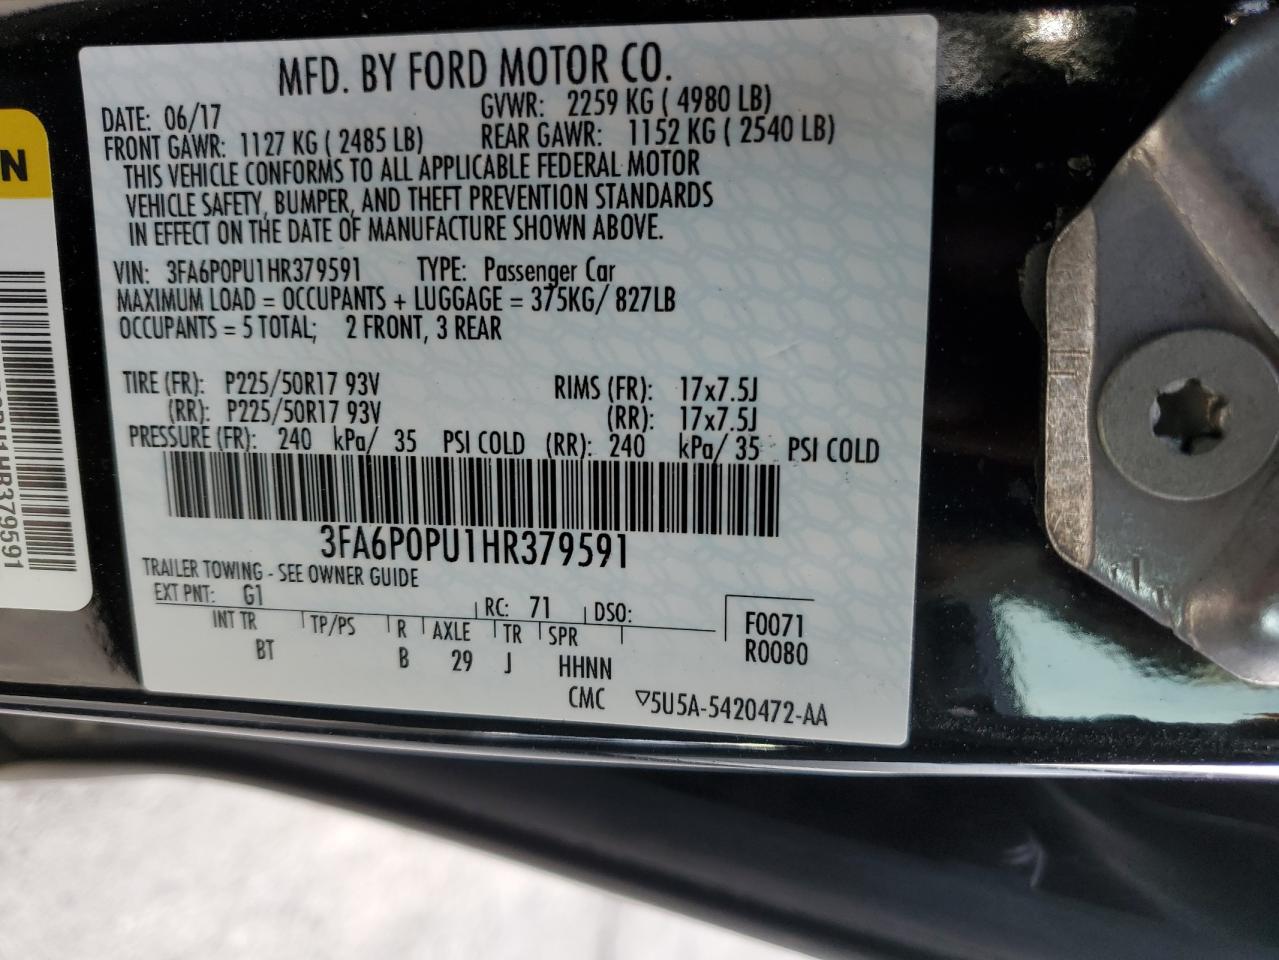 MFD. BY FORD MOTOR CO.
DATE: 06/17 GVWR: 2259 KG ( 4980 LB)
FRONT GAWR: 1127 KG ( 2485 LB) REAR GAWR: 1152 KG ( 2540 LB)
THIS VEHICLE CONFORMS TO ALL APPLICABLE FEDERAL MOTOR
VEHICLE SAFETY, BUMPER, AND THEFT PREVENTION STANDARDS
IN EFFECT ON THE DATE OF MANUFACTURE SHOWN ABOVE.
VIN: 3FA6P0PU1HR379591 TYPE: Passenger Car
MAXIMUM LOAD = OCCUPANTS + LUGGAGE = 375KG/ 827LB
OCCUPANTS = 5 TOTAL; 2 FRONT, 3 REAR
TIRE (FR): P225/50R17 93V RIMS (FR): 17x7.5J
(RR): P225/50R17 93V (RR): 17x7.5J
PRESSURE (FR): 240 kPa/ 35 PSI COLD (RR): 240 kPa/ 35 PSI COLD
3FA6P0PU1HR379591
TRAILER TOWING - SEE OWNER GUIDE
EXT PNT: G1 RC: 71 DSO: F0071
INT TR TP/PS R AXLE TR SPR R0080
BT B 29 J HHNN
CMC ▽5U5A-5420472-AA
N
HR379591